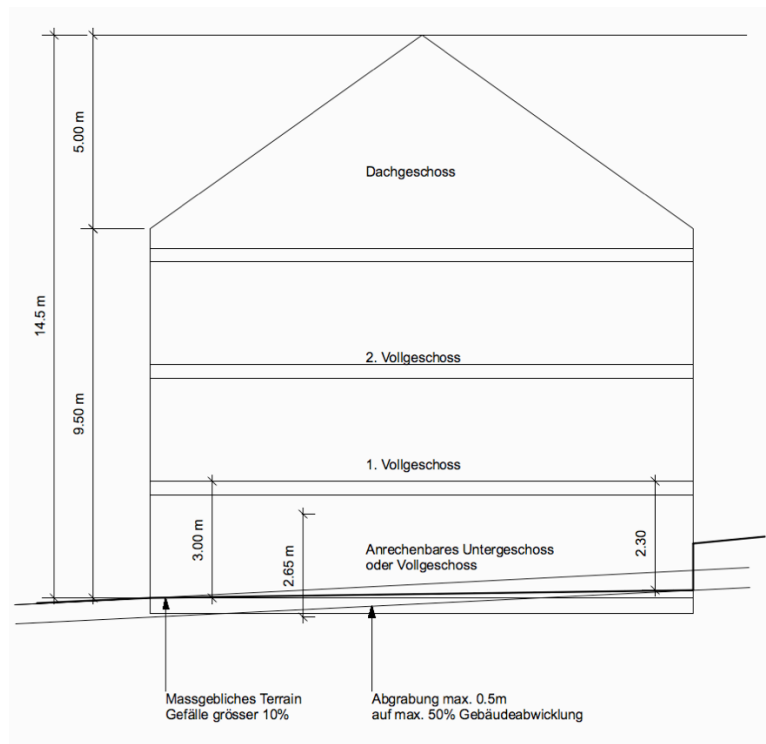 5.00 m
Dachgeschoss
14.5 m
2. Vollgeschoss
9.50 m
1. Vollgeschoss
3.00 m
2.65 m
Anrechenbares Untergeschoss
oder Vollgeschoss
2.30
Massgebliches Terrain
Gefälle grösser 10%
Abgrabung max. 0.5m
auf max. 50% Gebäudeabwicklung